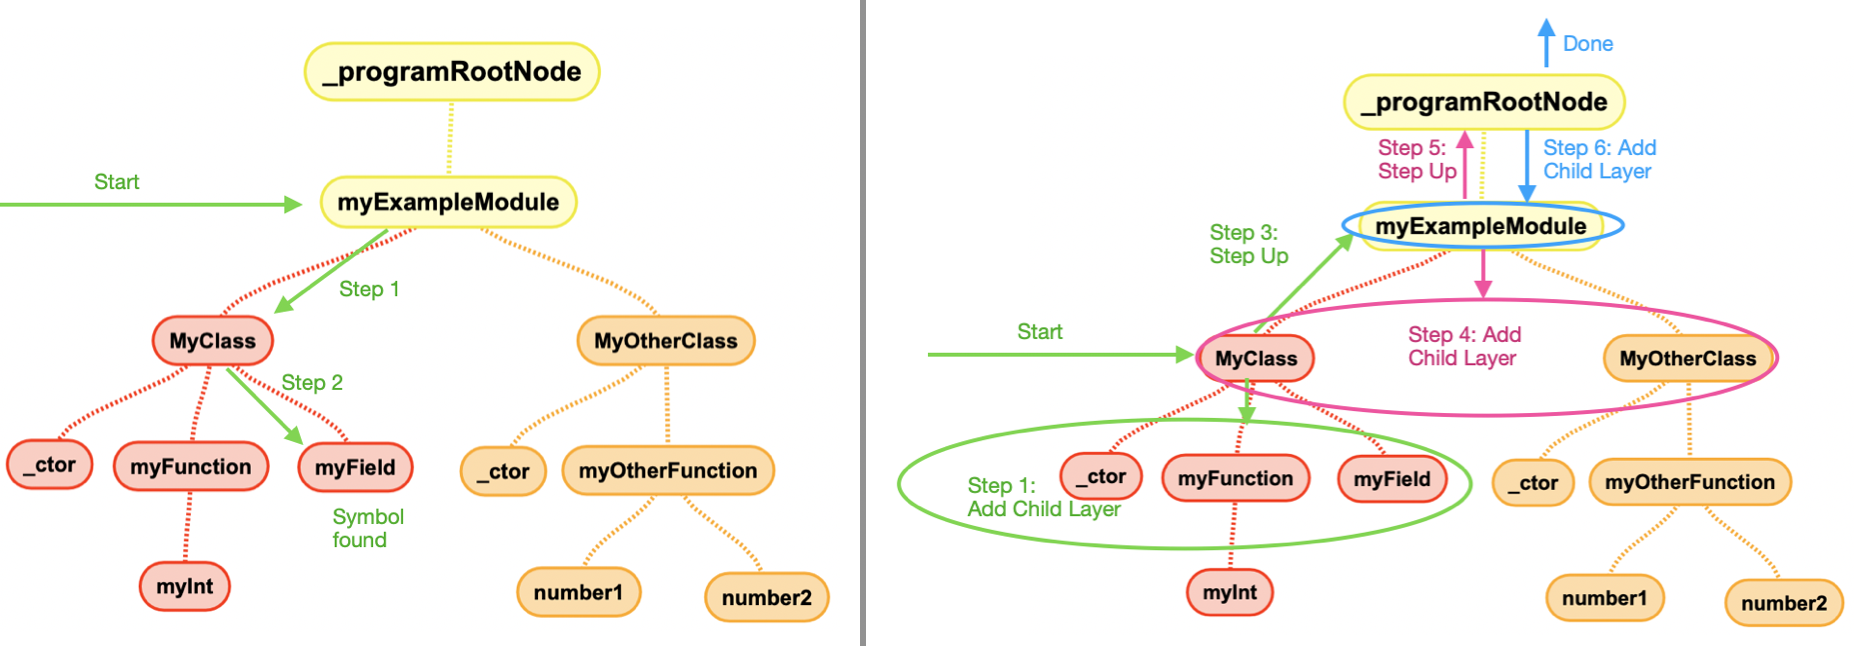 _programRootNode
Start
myExampleModule
Step 1
MyClass
MyOtherClass
Step 2
_ctor
myFunction
myField
_ctor
myOtherFunction
Symbol
found
myInt
number1
number2
Done
_programRootNode
Step 5:
Step Up
Step 6: Add
Child Layer
myExampleModule
Step 3:
Step Up
Start
MyClass
Step 4: Add
Child Layer
MyOtherClass
Step 1:
Add Child Layer
_ctor
myFunction
myField
_ctor
myOtherFunction
myInt
number1
number2